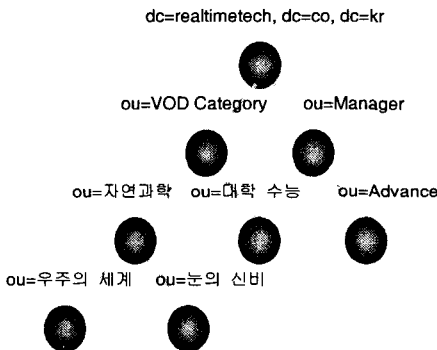 dc=realtimetech, dc=co, dc=kr
ou=VOD Category ou=Manager
ou=자연과학 ou=대학 수능 ou=Advance
ou=우주의 세계 ou=눈의 신비